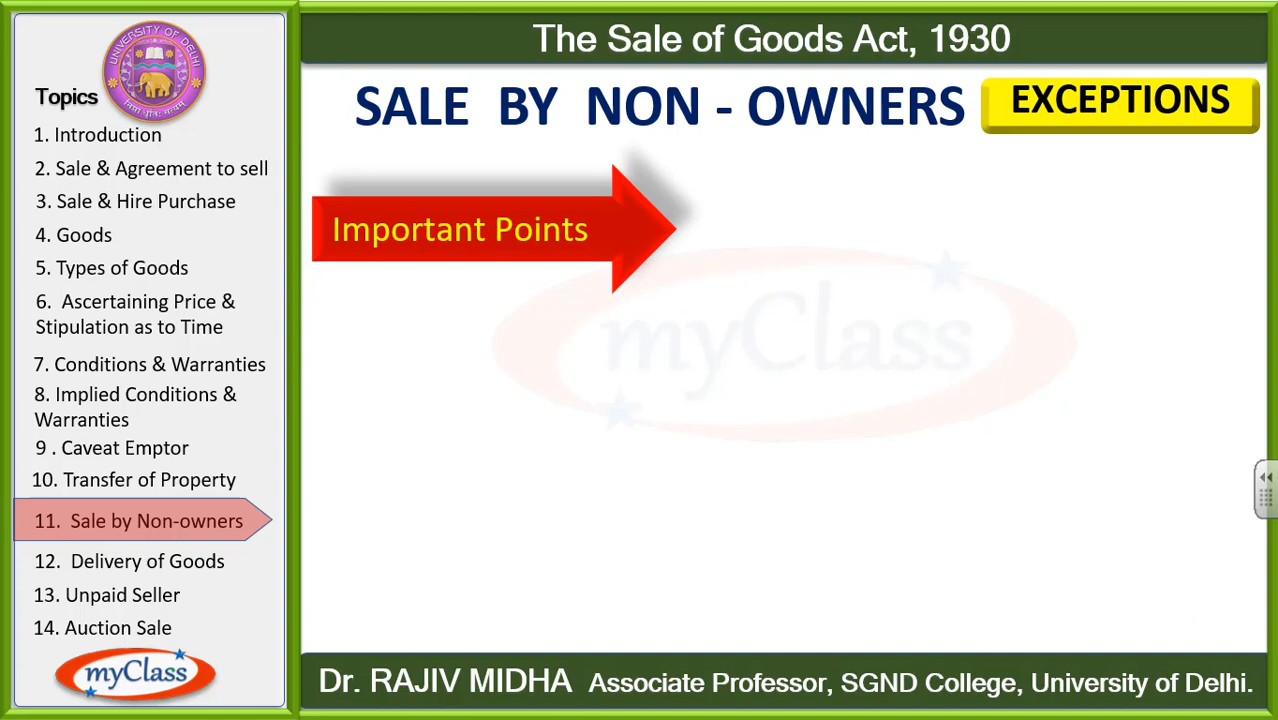 The Sale of Goods Act, 1930
UNIVERSITY OF DELHI
Topics
1. Introduction
2. Sale & Agreement to sell
3. Sale & Hire Purchase
4. Goods
5. Types of Goods
6. Ascertaining Price &
Stipulation as to Time
7. Conditions & Warranties
8. Implied Conditions &
Warranties
9 . Caveat Emptor
10. Transfer of Property
11. Sale by Non-owners
12. Delivery of Goods
13. Unpaid Seller
14. Auction Sale
myClass
SALE BY NON - OWNERS
EXCEPTIONS
Important Points
myClass
Dr. RAJIV MIDHA Associate Professor, SGND College, University of Delhi.